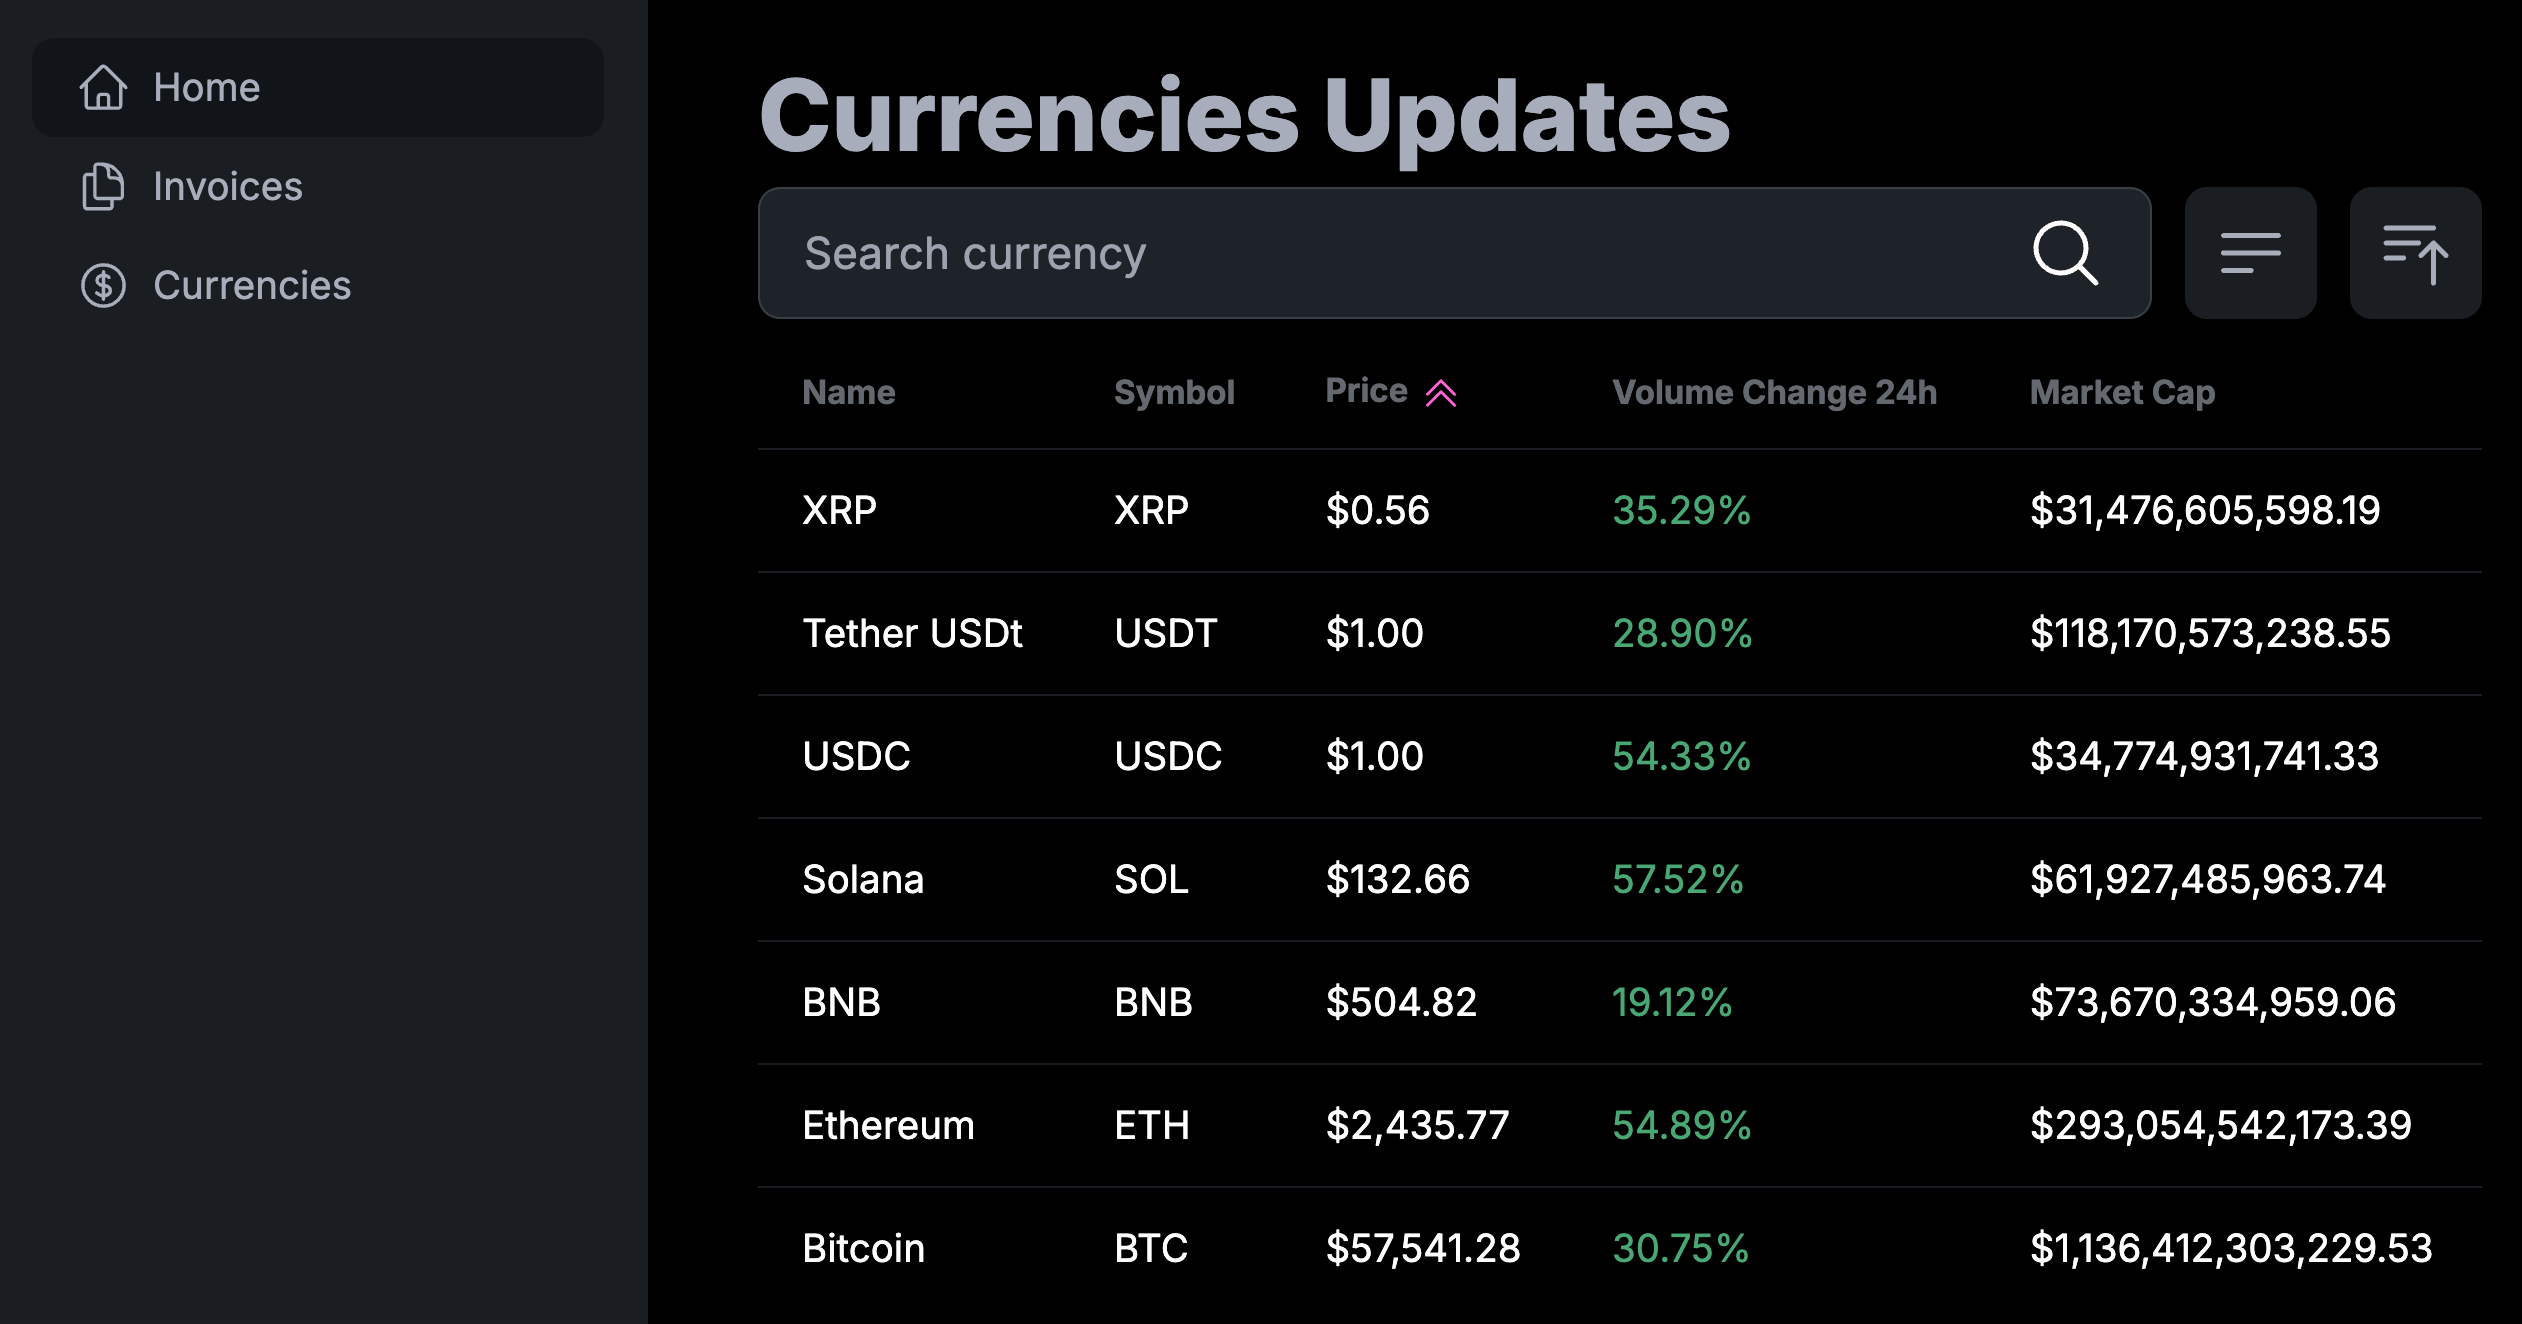 Home
Invoices
Currencies
Currencies Updates
Search currency
Name Symbol Price Volume Change 24h Market Cap
XRP XRP $0.56 35.29% $31,476,605,598.19
Tether USDt USDT $1.00 28.90% $118,170,573,238.55
USDC USDC $1.00 54.33% $34,774,931,741.33
Solana SOL $132.66 57.52% $61,927,485,963.74
BNB BNB $504.82 19.12% $73,670,334,959.06
Ethereum ETH $2,435.77 54.89% $293,054,542,173.39
Bitcoin BTC $57,541.28 30.75% $1,136,412,303,229.53